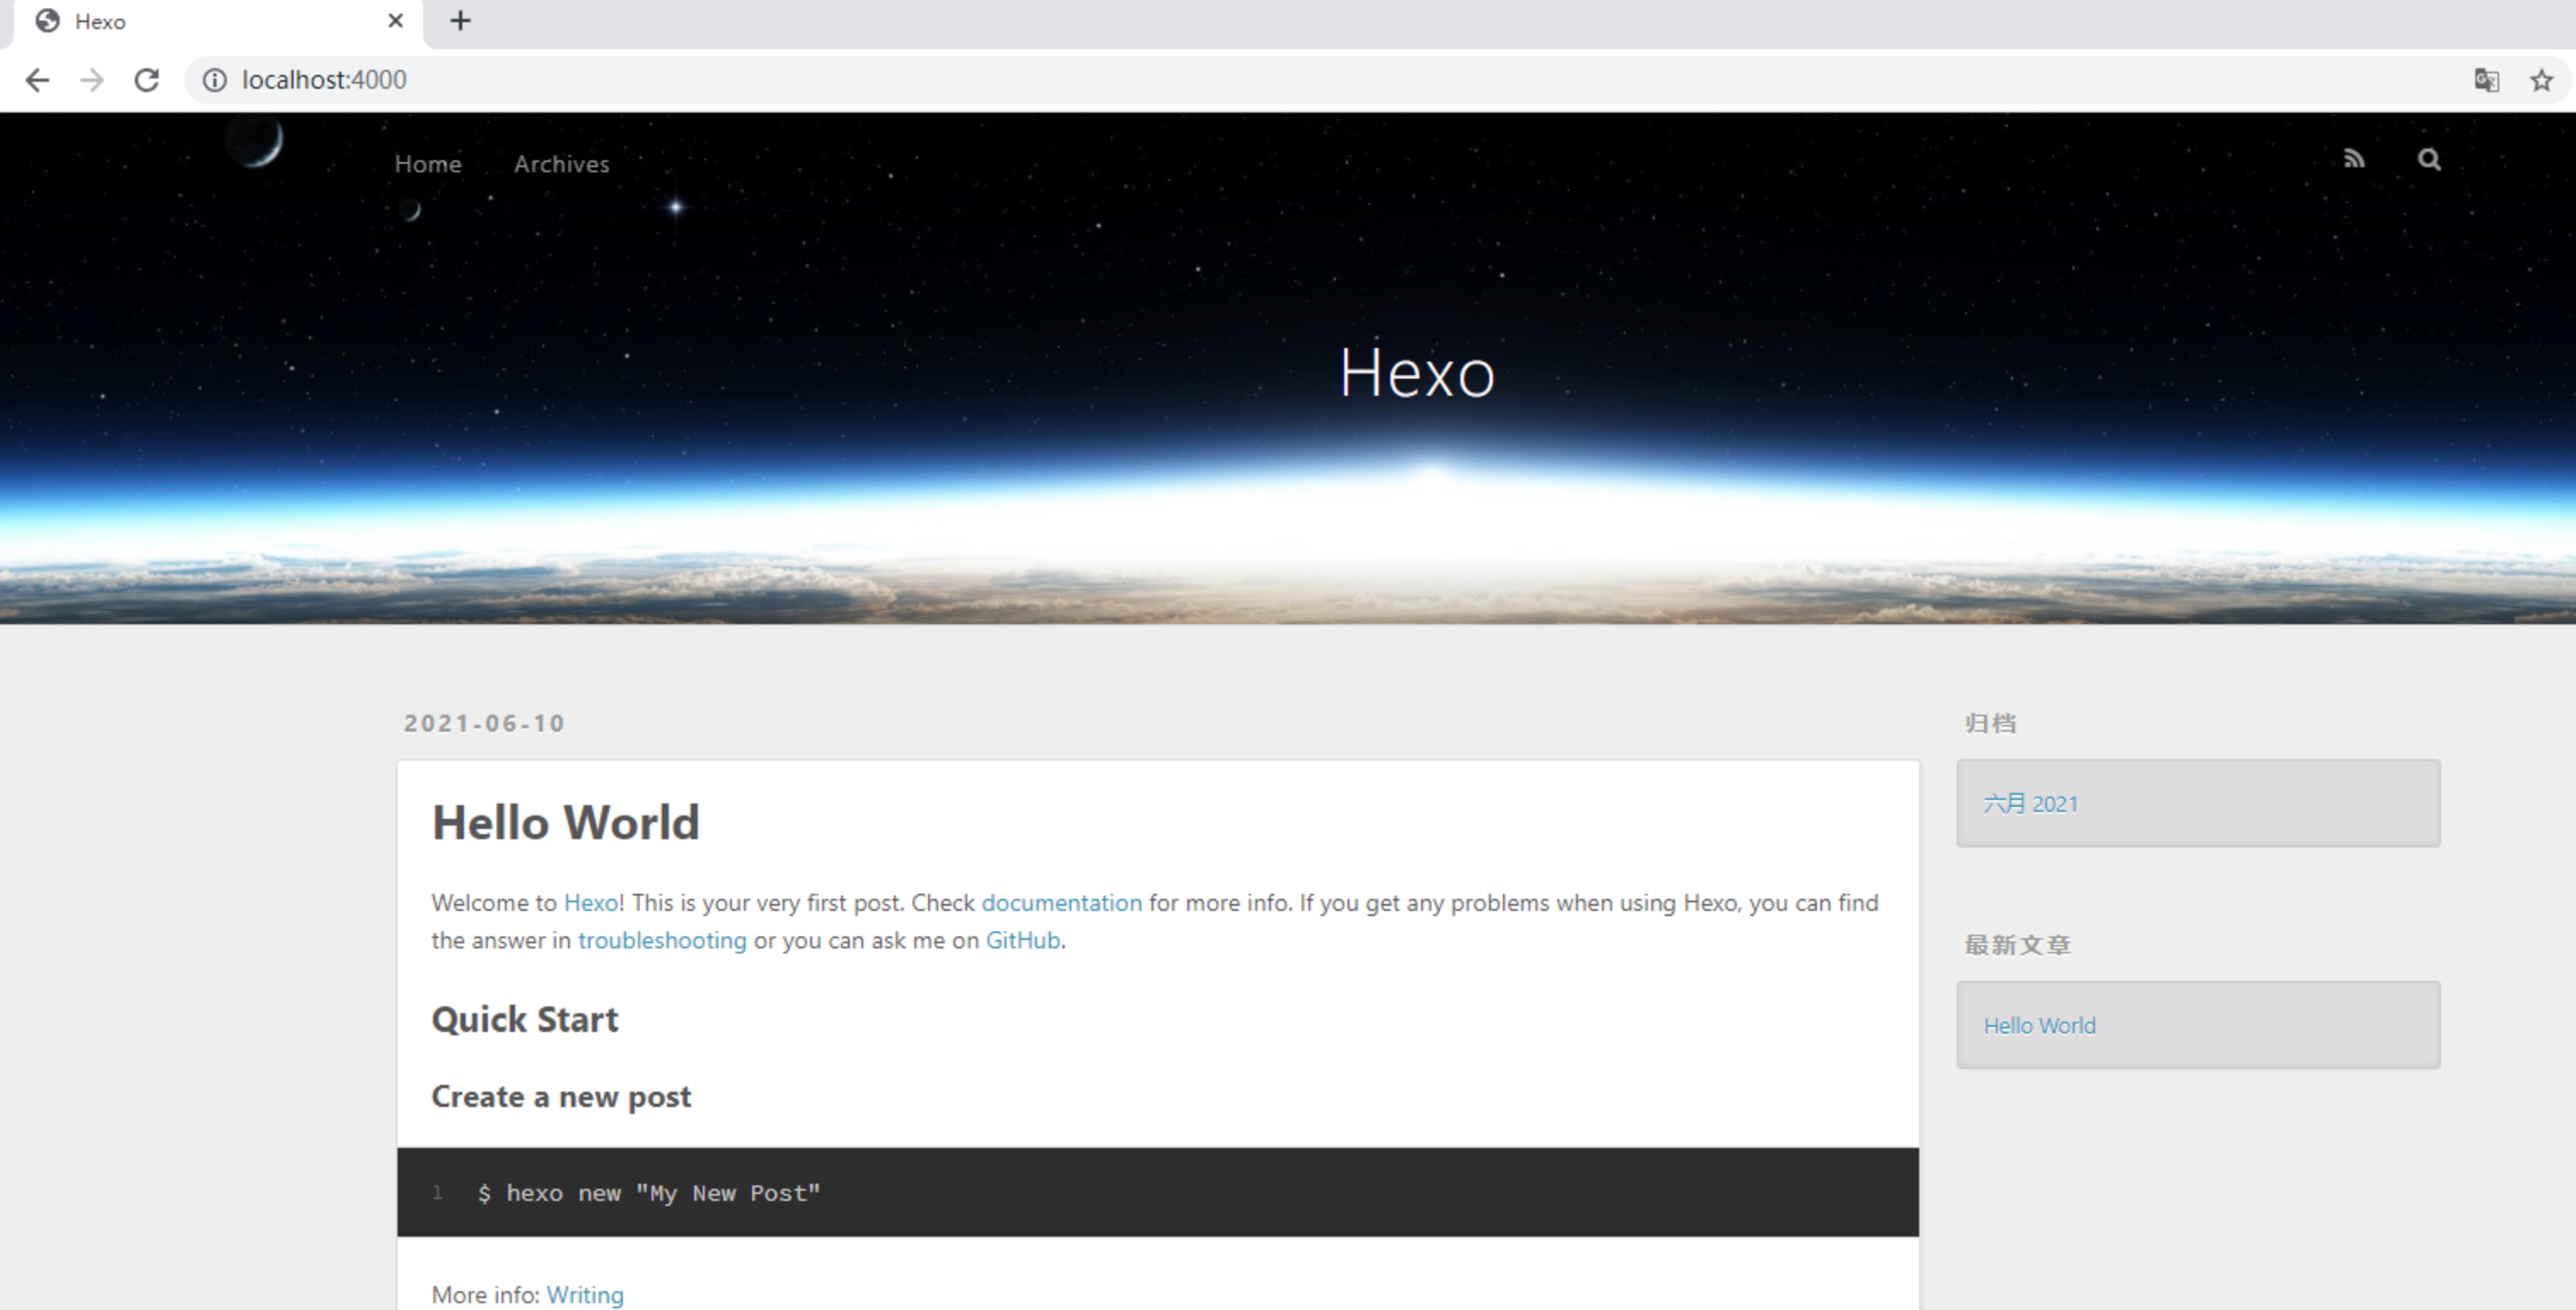 Hexo
localhost:4000
Home Archives
Hexo
2021-06-10
Hello World
Welcome to Hexo! This is your very first post. Check documentation for more info. If you get any problems when using Hexo, you can find
the answer in troubleshooting or you can ask me on GitHub.
Quick Start
Create a new post
1 $ hexo new "My New Post"
More info: Writing
归档
六月 2021
最新文章
Hello World